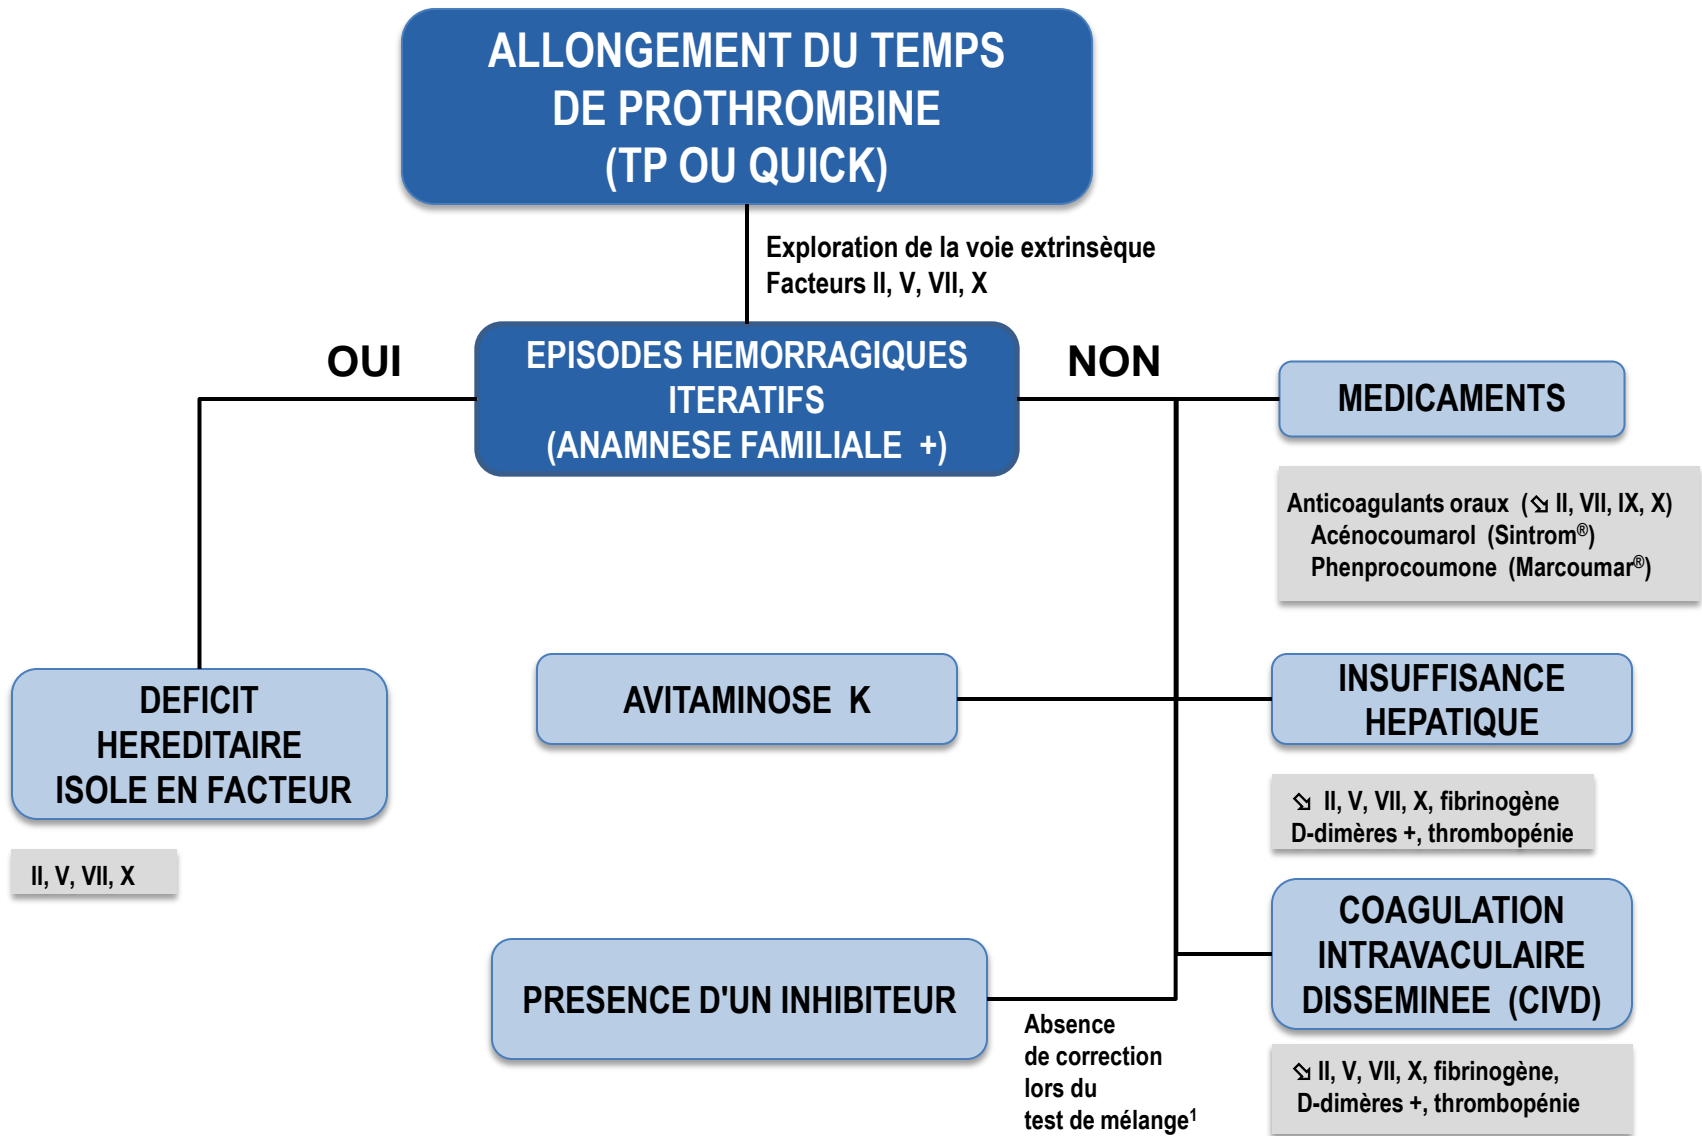 ALLONGEMENT DU TEMPS
DE PROTHROMBINE
(TP OU QUICK)
Exploration de la voie extrinsèque
Facteurs II, V, VII, X
OUI
EPISODES HEMORRAGIQUES
ITERATIFS
(ANAMNESE FAMILIALE +)
NON
MEDICAMENTS
Anticoagulants oraux (⇘ II, VII, IX, X)
Acénocoumarol (Sintrom®)
Phenprocoumone (Marcoumar®)
DEFICIT
HEREDITAIRE
ISOLE EN FACTEUR
II, V, VII, X
AVITAMINOSE K
INSUFFISANCE
HEPATIQUE
⇘ II, V, VII, X, fibrinogène
D-dimères +, thrombopénie
PRESENCE D'UN INHIBITEUR
Absence
de correction
lors du
test de mélange¹
COAGULATION
INTRAVACULAIRE
DISSEMINEE (CIVD)
⇘ II, V, VII, X, fibrinogène,
D-dimères +, thrombopénie